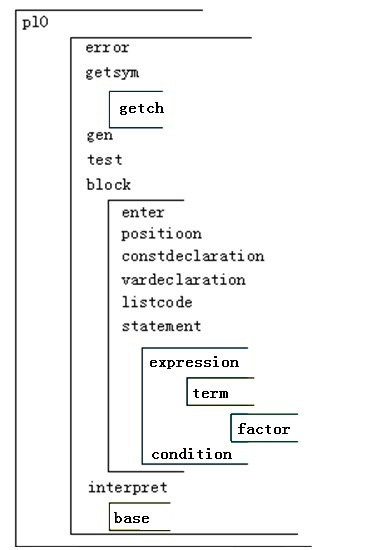 pl0
error
getsym
getch
gen
test
block
enter
positioon
constdeclaration
vardeclaration
listcode
statement
expression
term
factor
condition
interpret
base